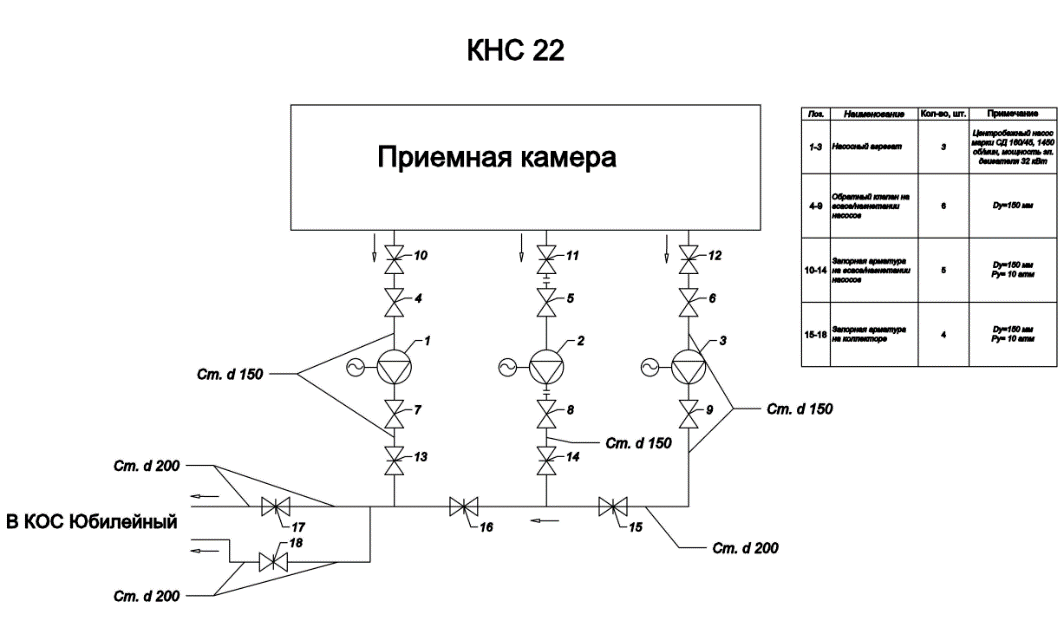 КНС 22
Приемная камера
Поз. Наименование Кол-во, шт. Примечание
1-3 Насосный агрегат 3 Центробежный насос марки СД 160/45, 1450 об/мин, мощность эл. двигателя 32 кВт
4-9 Обратный клапан на всасе/нагнетании насосов 6 Dy=150 мм
10-14 Запорная арматура на всасе/нагнетании насосов 5 Dy=150 мм Ру= 10 атм
15-18 Запорная арматура на коллекторе 4 Dy=150 мм Ру= 10 атм
10 11 12
4 5 6
1 2 3
Ст. d 150
7 8 9
Ст. d 150
Ст. d 150
13 14
Ст. d 200
В КОС Юбилейный
17 16 15
18
Ст. d 200
Ст. d 200